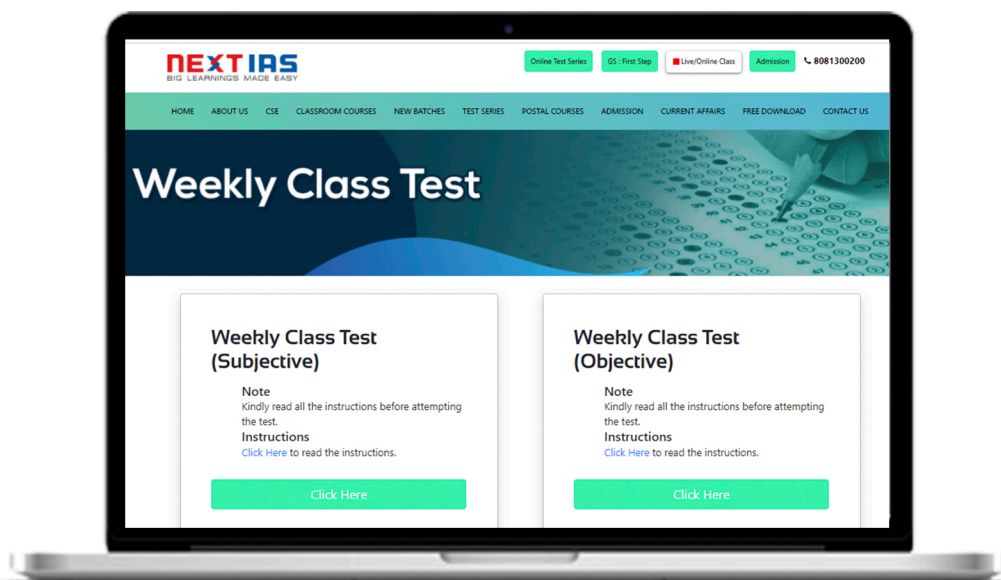 NEXT IAS
BIG LEARNINGS MADE EASY
Online Test Series
GS : First Step
Live/Online Class
Admission
8081300200
HOME ABOUT US CSE CLASSROOM COURSES NEW BATCHES TEST SERIES POSTAL COURSES ADMISSION CURRENT AFFAIRS FREE DOWNLOAD CONTACT US
Weekly Class Test
Weekly Class Test
(Subjective)
Note
Kindly read all the instructions before attempting
the test.
Instructions
Click Here to read the instructions.
Click Here
Weekly Class Test
(Objective)
Note
Kindly read all the instructions before attempting
the test.
Instructions
Click Here to read the instructions.
Click Here